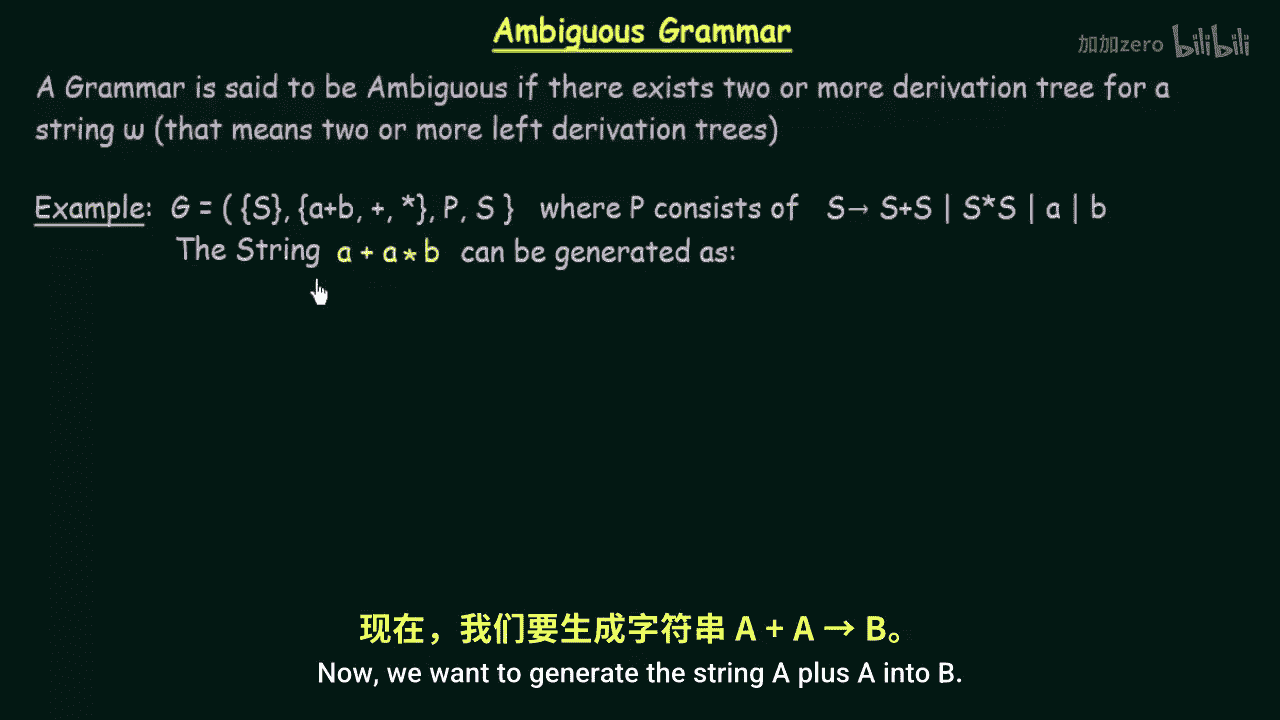 Ambiguous Grammar
加加zero bilibili
A Grammar is said to be Ambiguous if there exists two or more derivation tree for a
string w (that means two or more left derivation trees)
Example: G = ( {S}, {a+b, +, *}, P, S } where P consists of S→ S+S | S*S | a | b
The String a + a * b can be generated as:
现在，我们要生成字符串 A + A → B。
Now, we want to generate the string A plus A into B.